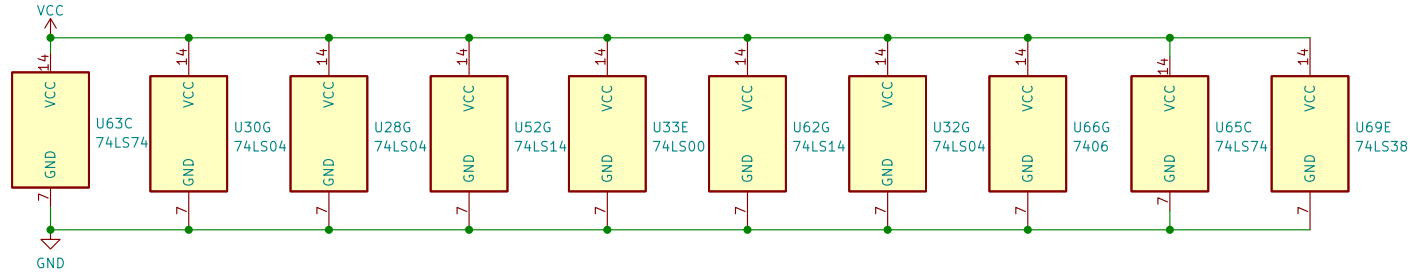 VCC
14
VCC
GND
7
U63C
74LS74
14
VCC
GND
7
U30G
74LS04
14
VCC
GND
7
U28G
74LS04
14
VCC
GND
7
U52G
74LS14
14
VCC
GND
7
U33E
74LS00
14
VCC
GND
7
U62G
74LS14
14
VCC
GND
7
U32G
74LS04
14
VCC
GND
7
U66G
7406
14
VCC
GND
7
U65C
74LS74
14
VCC
GND
7
U69E
74LS38
GND